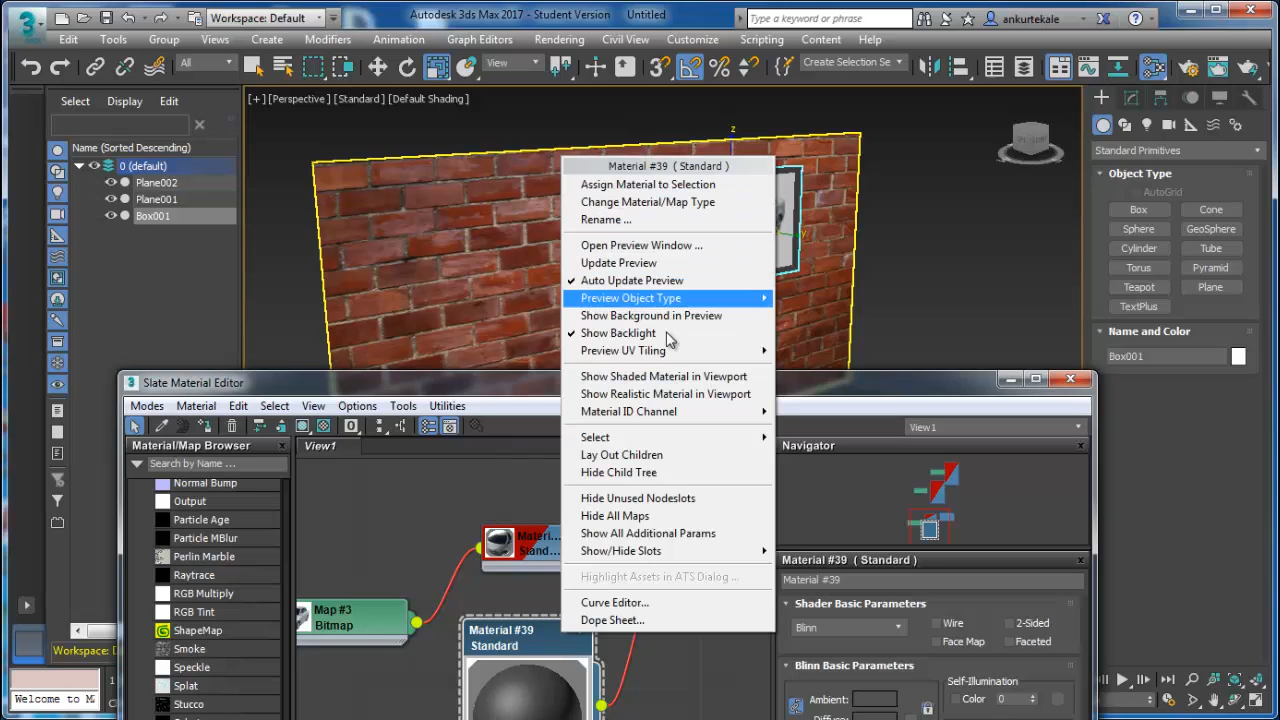 Workspace: Default
Autodesk 3ds Max 2017 - Student Version
Untitled
Type a keyword or phrase
ankurtekale
Edit
Tools
Group
Views
Create
Modifiers
Animation
Graph Editors
Rendering
Civil View
Customize
Scripting
Content
Help
All
View
Create Selection Se
Select
Display
Edit
[+] [Perspective] [Standard] [Default Shading]
Name (Sorted Descending)
0 (default)
Plane002
Plane001
Box001
z
y
Standard Primitives
Object Type
AutoGrid
Box
Cone
Sphere
GeoSphere
Cylinder
Tube
Torus
Pyramid
Teapot
Plane
TextPlus
Name and Color
Box001
Material #39 ( Standard )
Assign Material to Selection
Change Material/Map Type
Rename ...
Open Preview Window ...
Update Preview
Auto Update Preview
Preview Object Type
Show Background in Preview
Show Backlight
Preview UV Tiling
Show Shaded Material in Viewport
Show Realistic Material in Viewport
Material ID Channel
Select
Lay Out Children
Hide Child Tree
Hide Unused Nodeslots
Hide All Maps
Show All Additional Params
Show/Hide Slots
Highlight Assets in ATS Dialog ...
Curve Editor...
Dope Sheet...
Slate Material Editor
Modes
Material
Edit
Select
View
Options
Tools
Utilities
View1
Material/Map Browser
View1
Navigator
Search by Name ...
Normal Bump
Output
Particle Age
Particle MBlur
Perlin Marble
Raytrace
RGB Multiply
RGB Tint
ShapeMap
Smoke
Speckle
Splat
Stucco
Materi...
Stand...
Map #3
Bitmap
Material #39
Standard
Material #39 ( Standard )
Material #39
Shader Basic Parameters
Blinn
Wire
2-Sided
Face Map
Faceted
Blinn Basic Parameters
Self-Illumination
Ambient:
Color
0
Workspace: D
Welcome to M